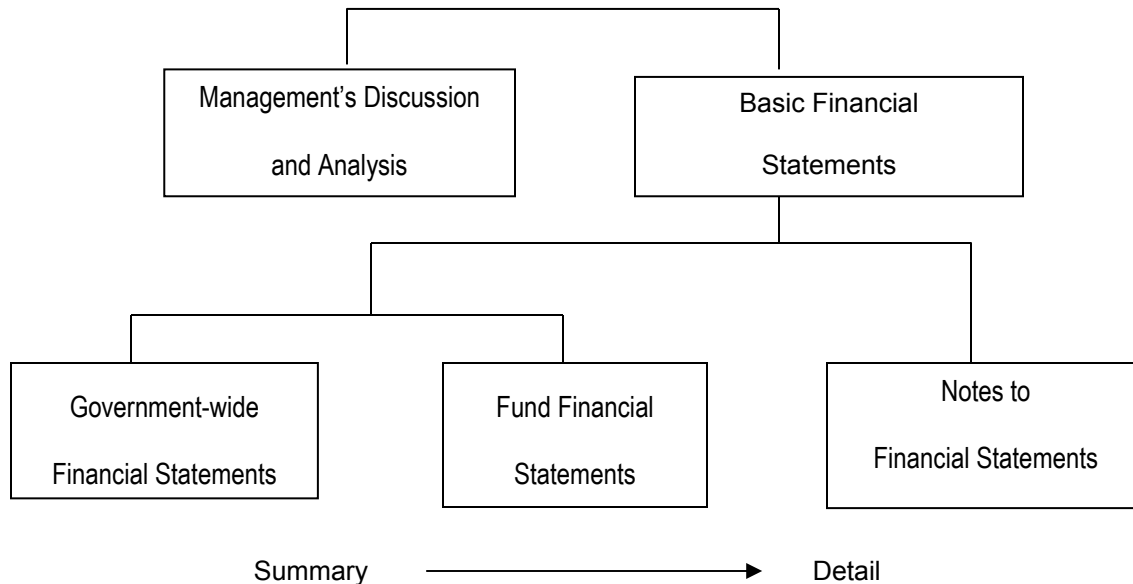 Management’s Discussion
and Analysis
Basic Financial
Statements
Government-wide
Financial Statements
Fund Financial
Statements
Notes to
Financial Statements
Summary
Detail